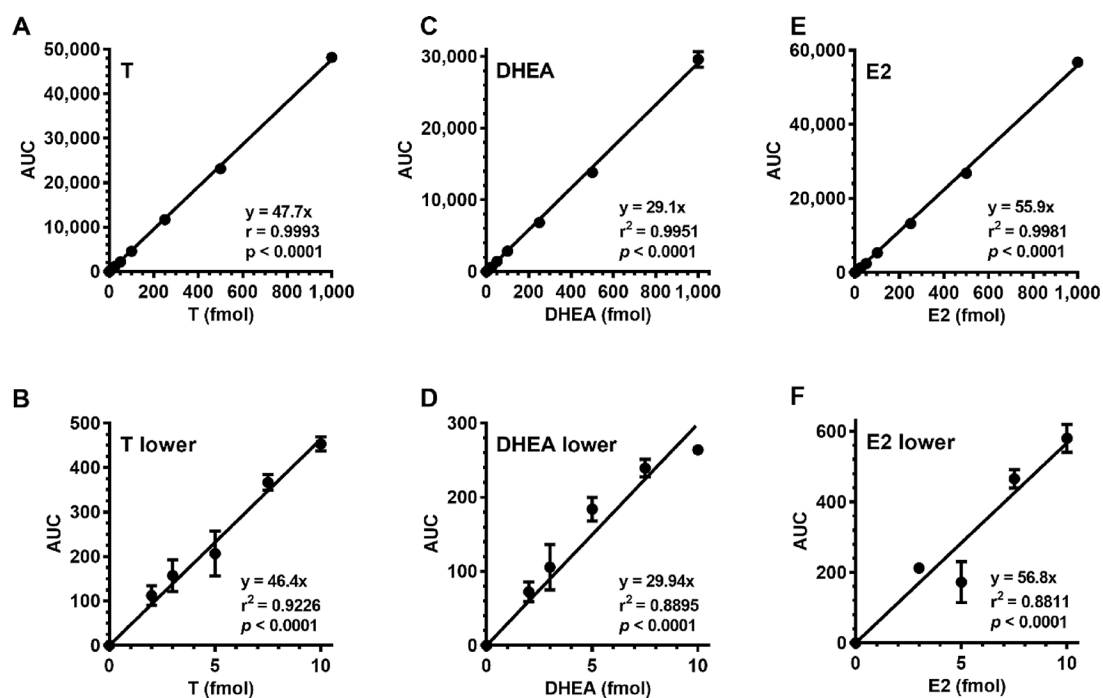 A
T
50,000
40,000
30,000
20,000
10,000
0
AUC
y = 47.7x
r = 0.9993
p < 0.0001
0 200 400 600 800 1,000
T (fmol)
C
DHEA
30,000
20,000
10,000
0
AUC
y = 29.1x
r² = 0.9951
p < 0.0001
0 200 400 600 800 1,000
DHEA (fmol)
E
E2
60,000
40,000
20,000
0
AUC
y = 55.9x
r² = 0.9981
p < 0.0001
0 200 400 600 800 1,000
E2 (fmol)
B
T lower
500
400
300
200
100
0
AUC
y = 46.4x
r² = 0.9226
p < 0.0001
0 5 10
T (fmol)
D
DHEA lower
300
200
100
0
AUC
y = 29.94x
r² = 0.8895
p < 0.0001
0 5 10
DHEA (fmol)
F
E2 lower
600
400
200
0
AUC
y = 56.8x
r² = 0.8811
p < 0.0001
0 5 10
E2 (fmol)